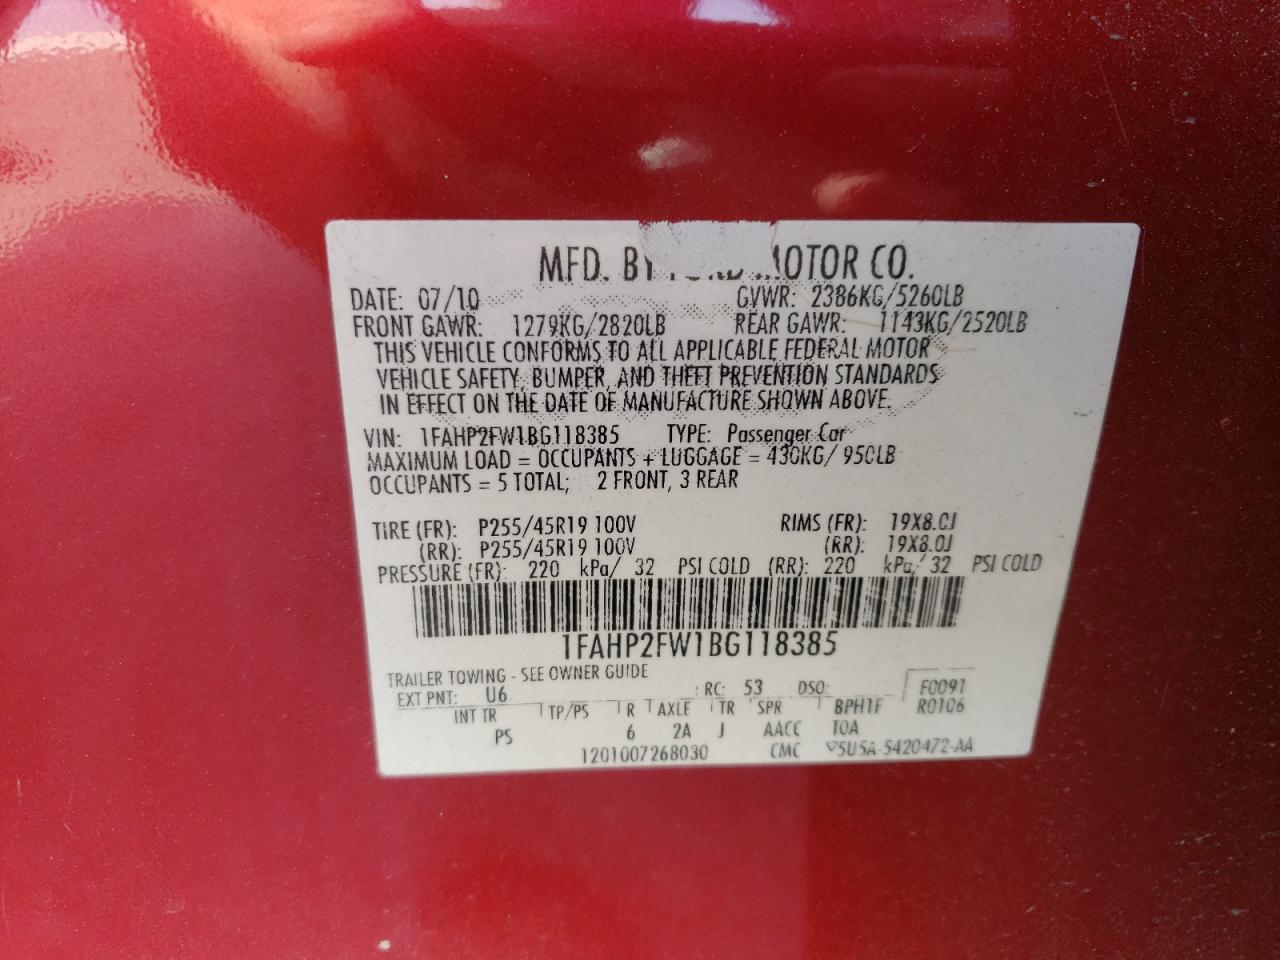 MFD. BY FORD MOTOR CO.
DATE: 07/10 GVWR: 2386KG/5260LB
FRONT GAWR: 1279KG/2820LB REAR GAWR: 1143KG/2520LB
THIS VEHICLE CONFORMS TO ALL APPLICABLE FEDERAL MOTOR
VEHICLE SAFETY, BUMPER, AND THEFT PREVENTION STANDARDS
IN EFFECT ON THE DATE OF MANUFACTURE SHOWN ABOVE.
VIN: 1FAHP2FW1BG118385 TYPE: Passenger Car
MAXIMUM LOAD = OCCUPANTS + LUGGAGE = 430KG/ 950LB
OCCUPANTS = 5 TOTAL; 2 FRONT, 3 REAR
TIRE (FR): P255/45R19 100V RIMS (FR): 19X8.0J
(RR): P255/45R19 100V (RR): 19X8.0J
PRESSURE (FR): 220 kPa/ 32 PSI COLD (RR): 220 kPa/ 32 PSI COLD
1FAHP2FW1BG118385
TRAILER TOWING - SEE OWNER GUIDE
EXT PNT: U6 RC: 53 DSO: F0091
INT TR TP/PS R AXLE TR SPR BPH1F R0106
PS 6 2A J AACC TOA
1201007268030 CMC ▽5U5A-5420472-AA